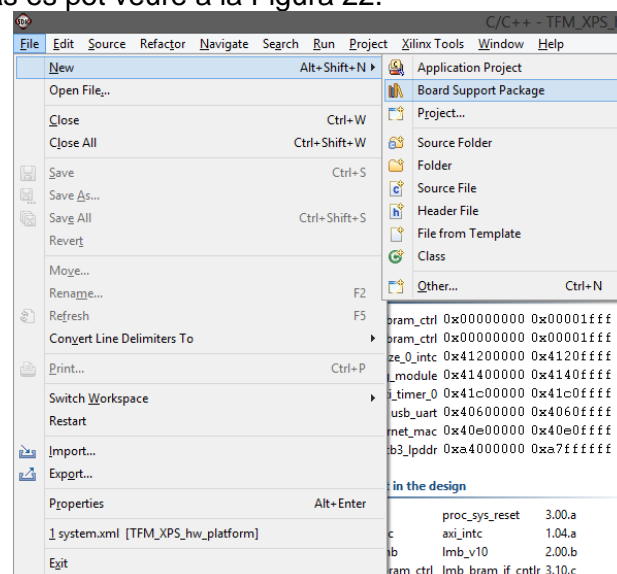 as es pot veure a la Figura 22.
C/C++ - TFM_XPS_h
File Edit Source Refactor Navigate Search Run Project Xilinx Tools Window Help
New Alt+Shift+N
Open File...
Close Ctrl+W
Close All Ctrl+Shift+W
Save Ctrl+S
Save As...
Save All Ctrl+Shift+S
Revert
Move...
Rename... F2
Refresh F5
Convert Line Delimiters To
Print... Ctrl+P
Switch Workspace
Restart
Import...
Export...
Properties Alt+Enter
1 system.xml [TFM_XPS_hw_platform]
Exit
Application Project
Board Support Package
Project...
Source Folder
Folder
Source File
Header File
File from Template
Class
Other... Ctrl+N
bram_ctrl 0x00000000 0x00001fff
bram_ctrl 0x00000000 0x00001fff
ze_0_intc 0x41200000 0x4120ffff
_module 0x41400000 0x4140ffff
i_timer_0 0x41c00000 0x41c0ffff
usb_uart 0x40600000 0x4060ffff
rnet_mac 0x40e00000 0x40e0ffff
cb3_lpddr 0xa4000000 0xa7ffffff
in the design
proc_sys_reset 3.00.a
c axi_intc 1.04.a
b lmb_v10 2.00.b
ram_ctrl lmb_bram_if_cntlr 3.10.c